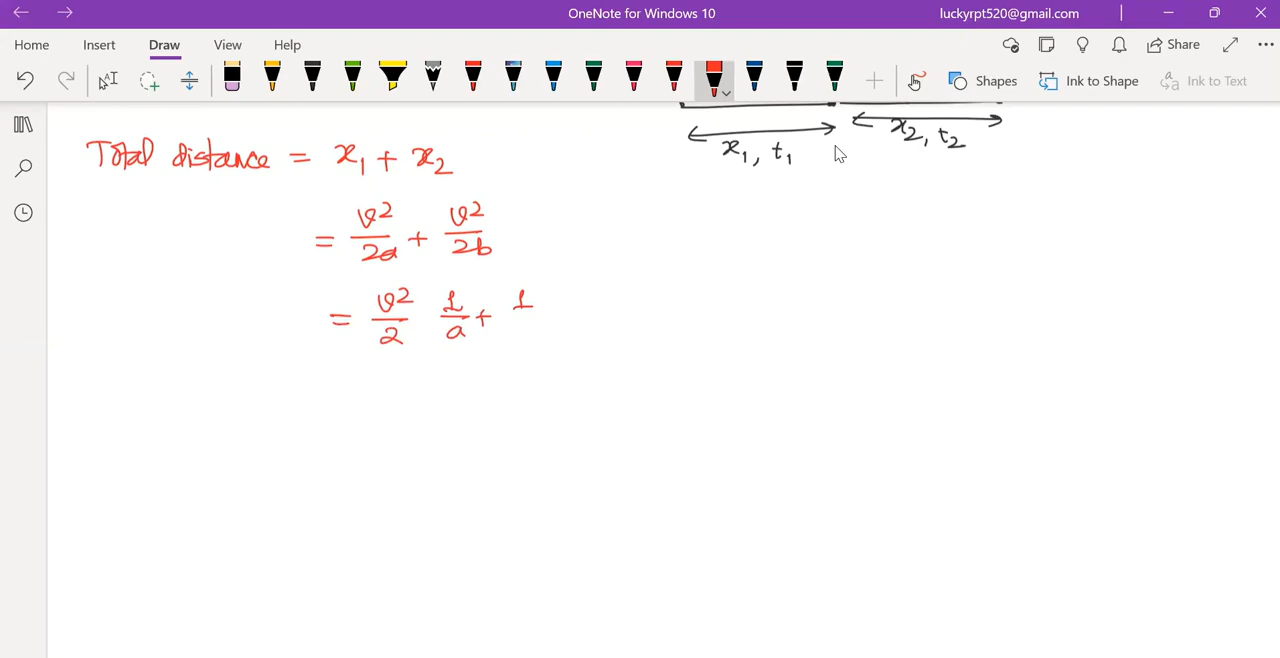 OneNote for Windows 10
luckyrpt520@gmail.com
Home Insert Draw View Help
Share
Shapes Ink to Shape Ink to Text
x₁, t₁
x₂, t₂
Total distance = x₁ + x₂
= v²/2a + v²/2b
= v²/2 1/a + 1